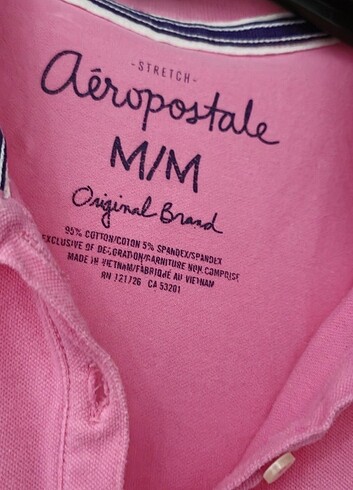 -STRETCH-
aéropostale
M/M
Original Brand
95% COTTON/COTON 5% SPANDEX/SPANDEX
EXCLUSIVE OF DECORATION/GARNITURE NON COMPRISE
MADE IN VIETNAM/FABRIQUÉ AU VIETNAM
RN 121726 CA 53201